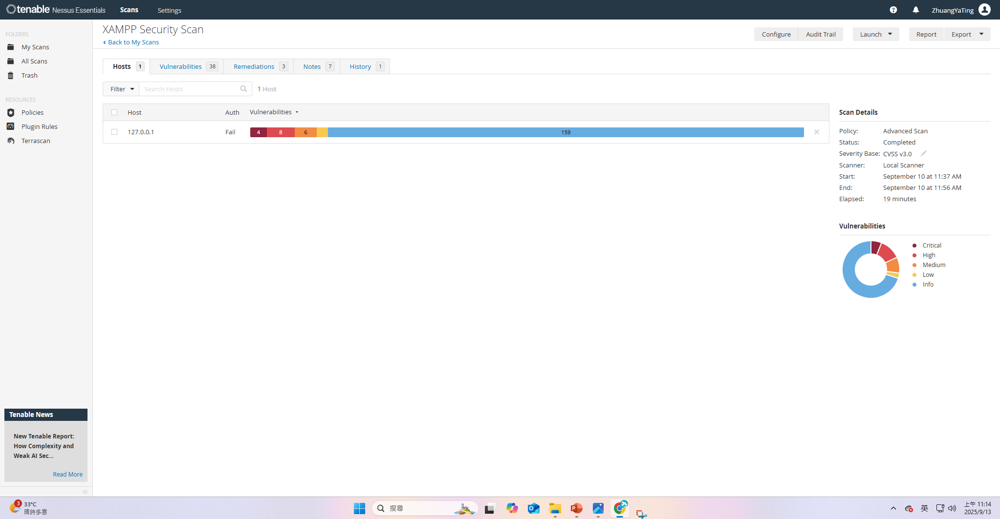 tenable Nessus Essentials Scans Settings ZhuangYaTing
FOLDERS
My Scans
All Scans
Trash
RESOURCES
Policies
Plugin Rules
Terrascan
Tenable News
New Tenable Report:
How Complexity and
Weak AI Sec...
Read More
XAMPP Security Scan
Back to My Scans
Configure Audit Trail Launch Report Export
Hosts 1 Vulnerabilities 38 Remediations 3 Notes 7 History 1
Filter Search Hosts 1 Host
Host Auth Vulnerabilities
127.0.0.1 Fail 4 8 6 159
Scan Details
Policy: Advanced Scan
Status: Completed
Severity Base: CVSS v3.0
Scanner: Local Scanner
Start: September 10 at 11:37 AM
End: September 10 at 11:56 AM
Elapsed: 19 minutes
Vulnerabilities
Critical
High
Medium
Low
Info
3 33°C
晴時多雲
搜尋
英
上午 11:14
2025/9/13